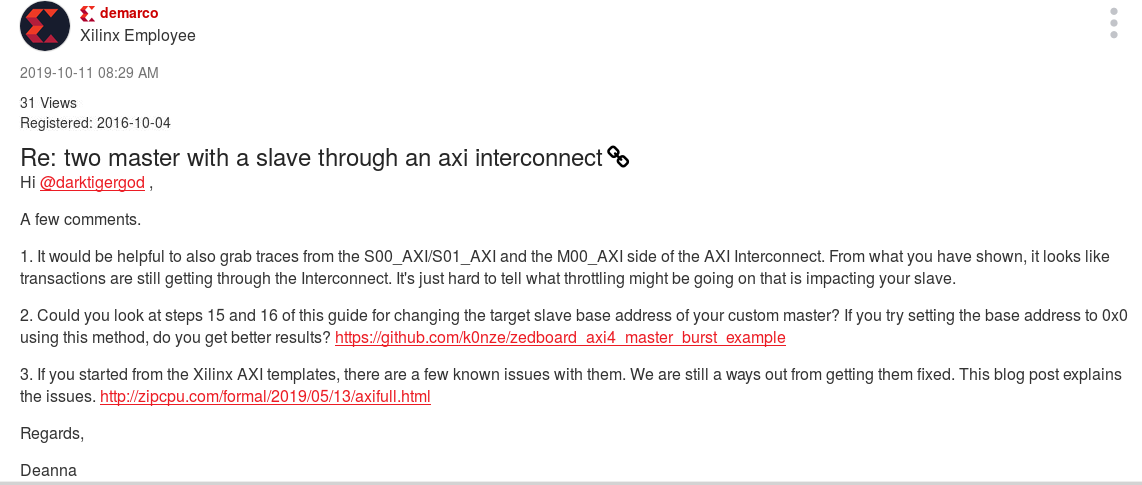 demarco
Xilinx Employee
2019-10-11 08:29 AM
31 Views
Registered: 2016-10-04
Re: two master with a slave through an axi interconnect
Hi @darktigergod ,
A few comments.
1. It would be helpful to also grab traces from the S00_AXI/S01_AXI and the M00_AXI side of the AXI Interconnect. From what you have shown, it looks like
transactions are still getting through the Interconnect. It's just hard to tell what throttling might be going on that is impacting your slave.
2. Could you look at steps 15 and 16 of this guide for changing the target slave base address of your custom master? If you try setting the base address to 0x0
using this method, do you get better results? https://github.com/k0nze/zedboard_axi4_master_burst_example
3. If you started from the Xilinx AXI templates, there are a few known issues with them. We are still a ways out from getting them fixed. This blog post explains
the issues. http://zipcpu.com/formal/2019/05/13/axifull.html
Regards,
Deanna